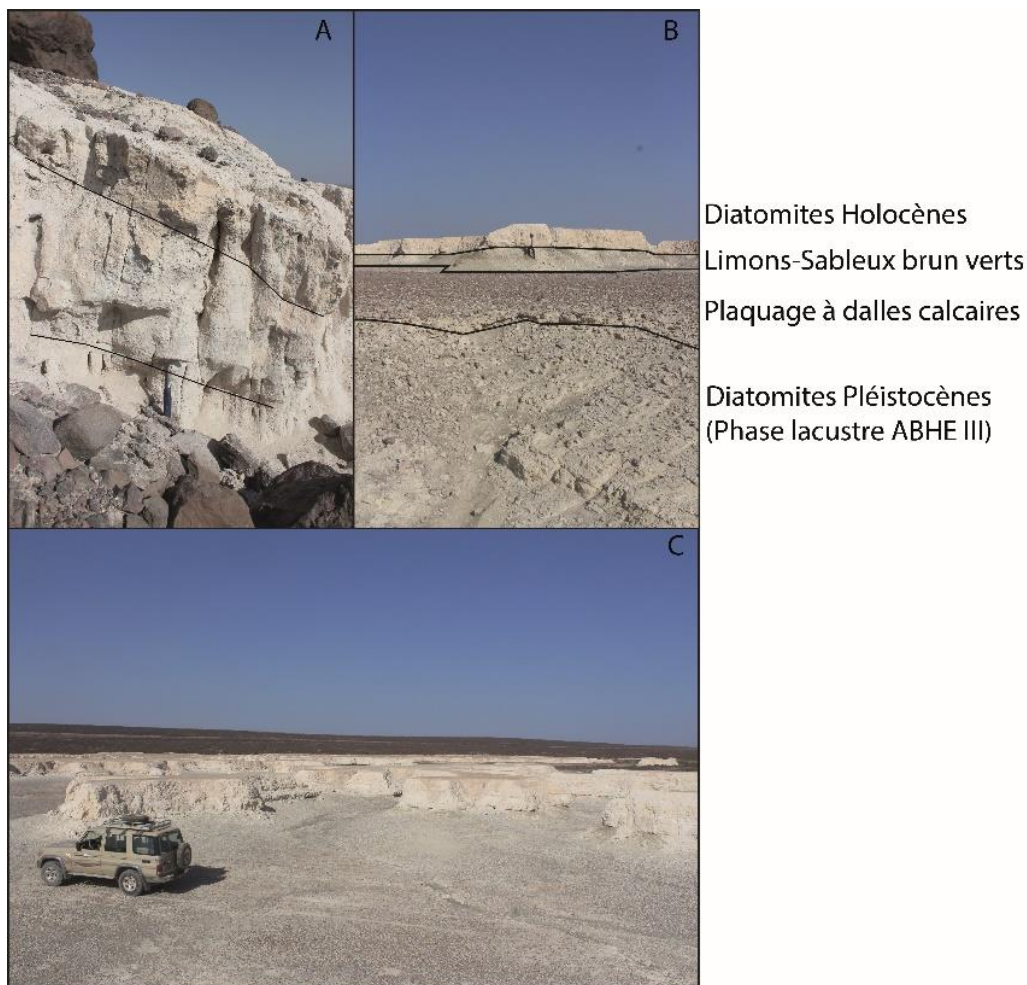 A
B
Diatomites Holocènes
Limons-Sableux brun verts
Plaquage à dalles calcaires
Diatomites Pléistocènes
(Phase lacustre ABHE III)
C